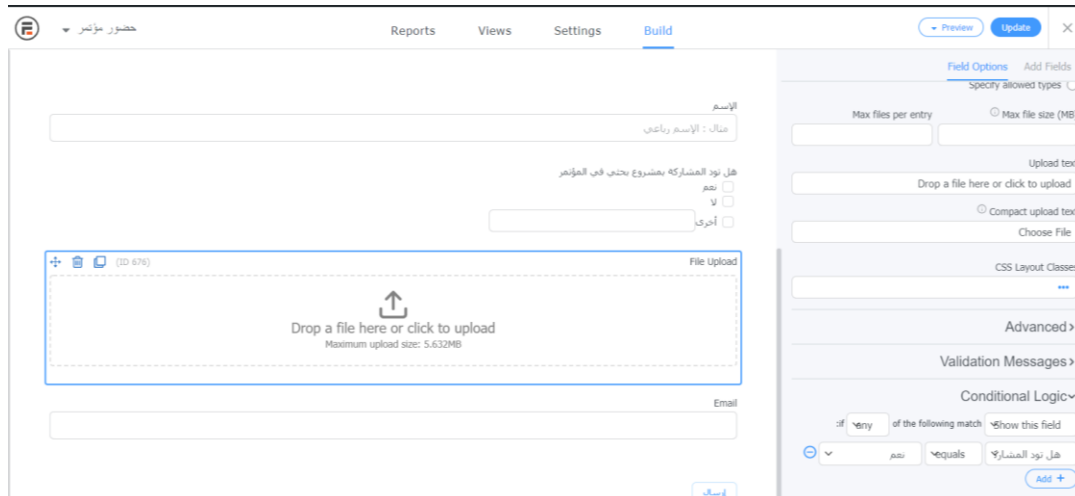 حضور مؤتمر
Reports Views Settings Build
Preview Update
Field Options Add Fields
Specify allowed types
Max files per entry Max file size (MB
Upload tex
Drop a file here or click to upload
Compact upload tex
Choose File
CSS Layout Classes
Advanced
Validation Messages
Conditional Logic
Show this field any of the following match if:
هل تود المشارك equals نعم
Add +
الإسم
مثال : الإسم رباعي
هل تود المشاركة بمشروع بحثي في المؤتمر
نعم
لا
أخرى
File Upload (ID 676)
Drop a file here or click to upload
Maximum upload size: 5.632MB
Email
ارسال